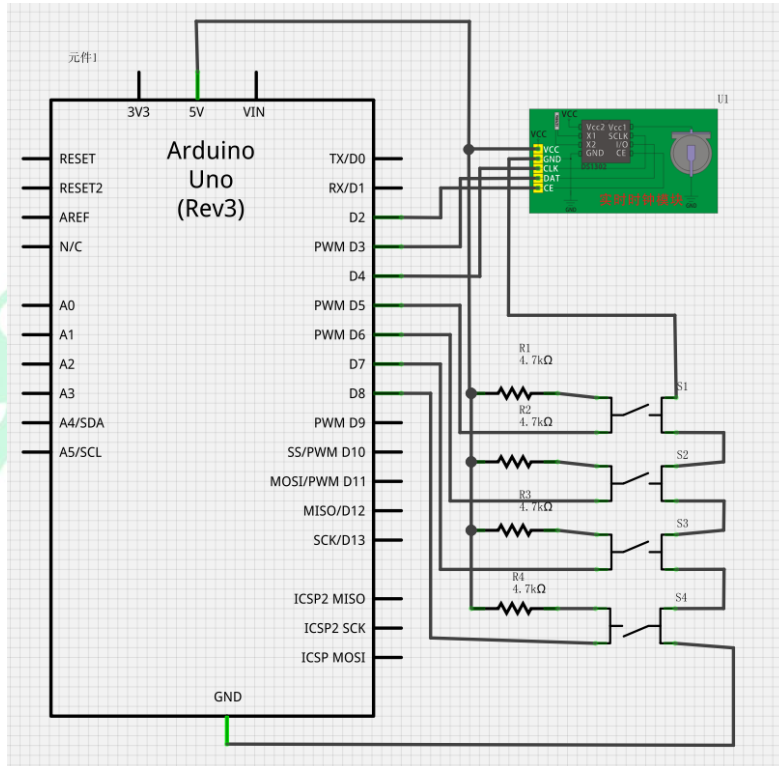 元件1
3V3
5V
VIN
Arduino
Uno
(Rev3)
RESET
RESET2
AREF
N/C
A0
A1
A2
A3
A4/SDA
A5/SCL
TX/D0
RX/D1
D2
PWM D3
D4
PWM D5
PWM D6
D7
D8
PWM D9
SS/PWM D10
MOSI/PWM D11
MISO/D12
SCK/D13
ICSP2 MISO
ICSP2 SCK
ICSP MOSI
GND
U1
VCC
VCC
Vcc2 Vcc1
X1 SCLK
X2 I/O
GND CE
DS1302
VCC
GND
CLK
DAT
CE
GND
GND
实时时钟模块
R1
4.7kΩ
S1
R2
4.7kΩ
S2
R3
4.7kΩ
S3
R4
4.7kΩ
S4